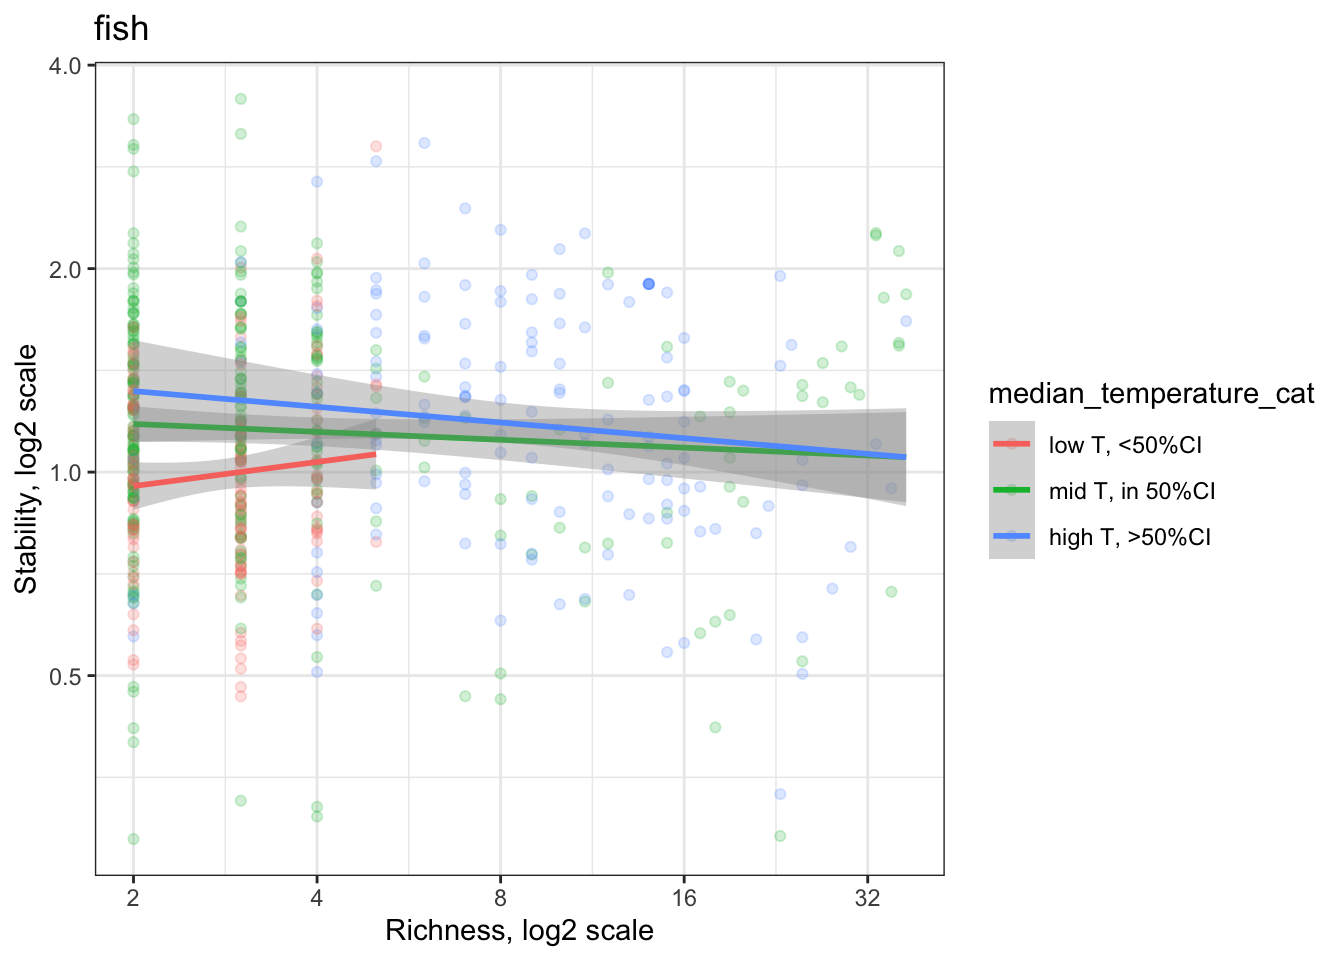 fish
4.0
2.0
1.0
0.5
Stability, log2 scale
2 4 8 16 32
Richness, log2 scale
median_temperature_cat
low T, <50%CI
mid T, in 50%CI
high T, >50%CI